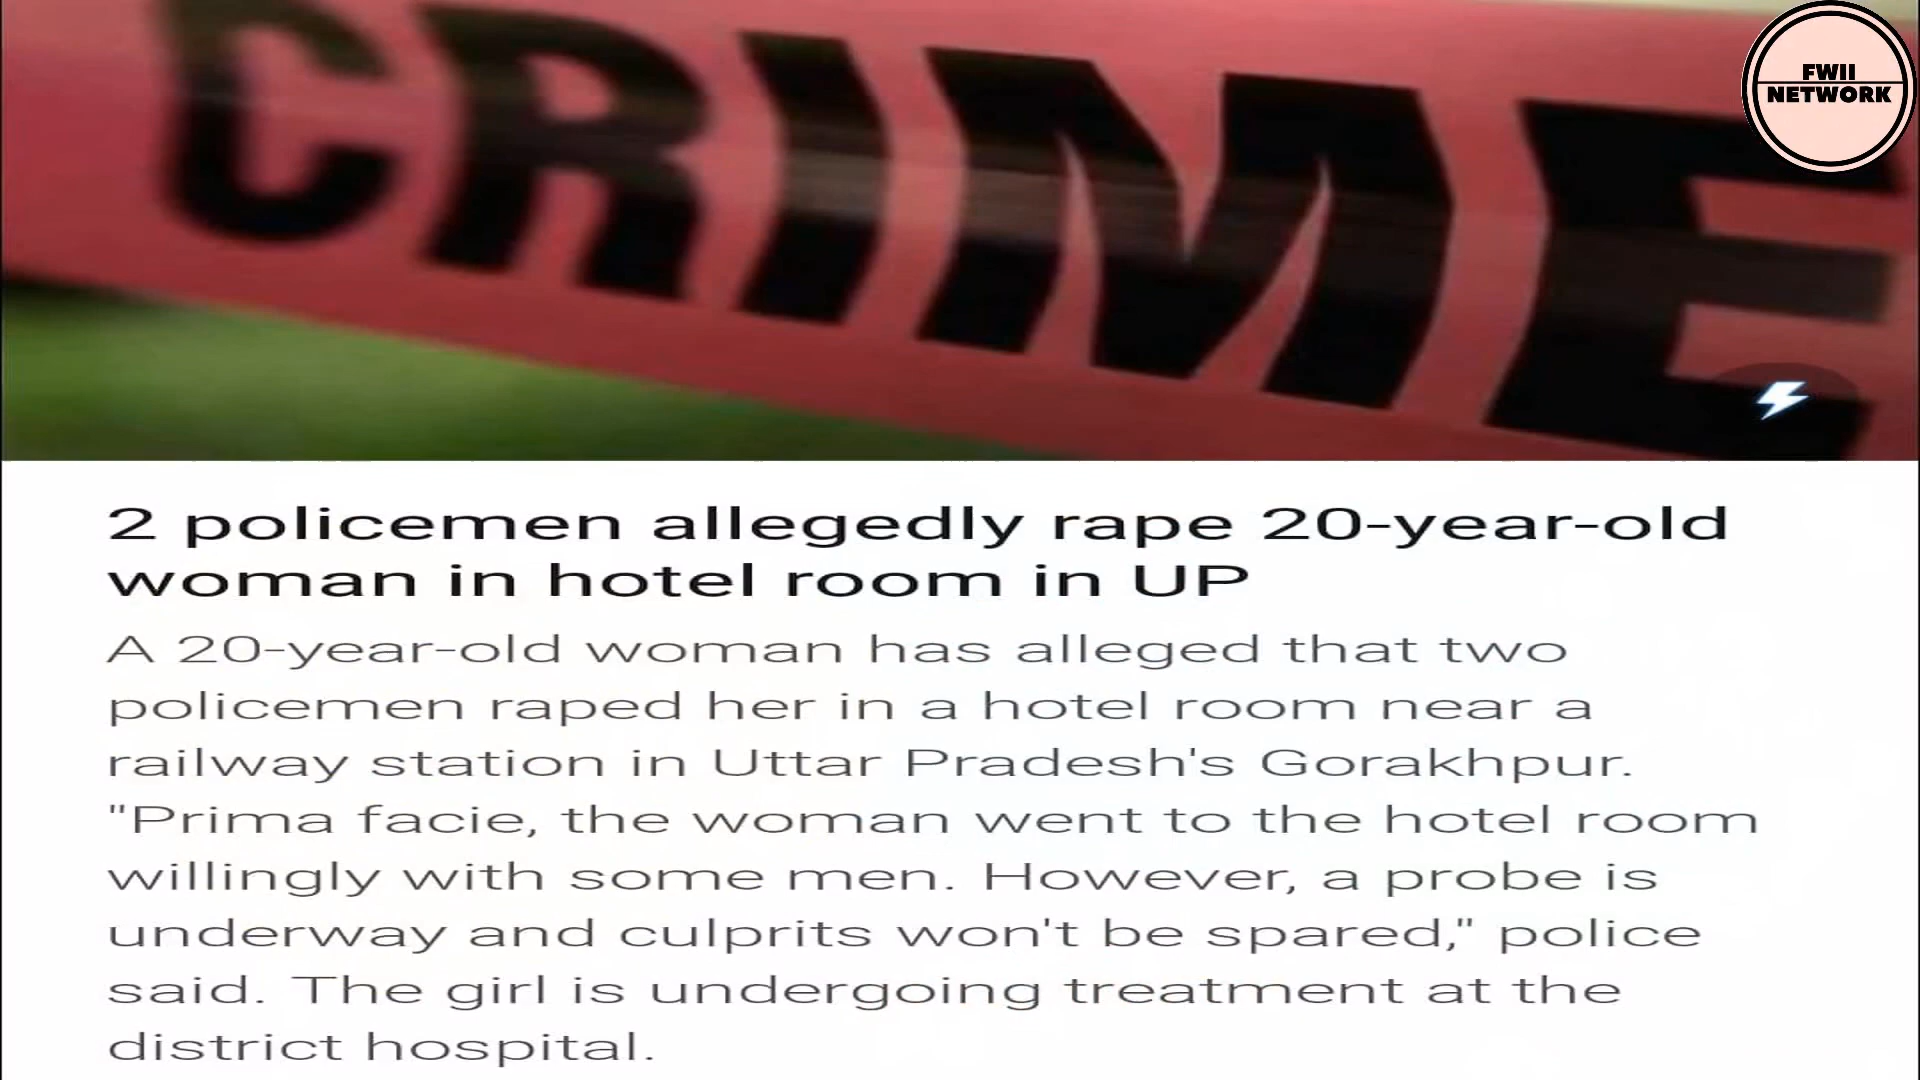 CRIME
FWII
NETWORK
2 policemen allegedly rape 20-year-old
woman in hotel room in UP
A 20-year-old woman has alleged that two
policemen raped her in a hotel room near a
railway station in Uttar Pradesh's Gorakhpur.
"Prima facie, the woman went to the hotel room
willingly with some men. However, a probe is
underway and culprits won't be spared," police
said. The girl is undergoing treatment at the
district hospital.